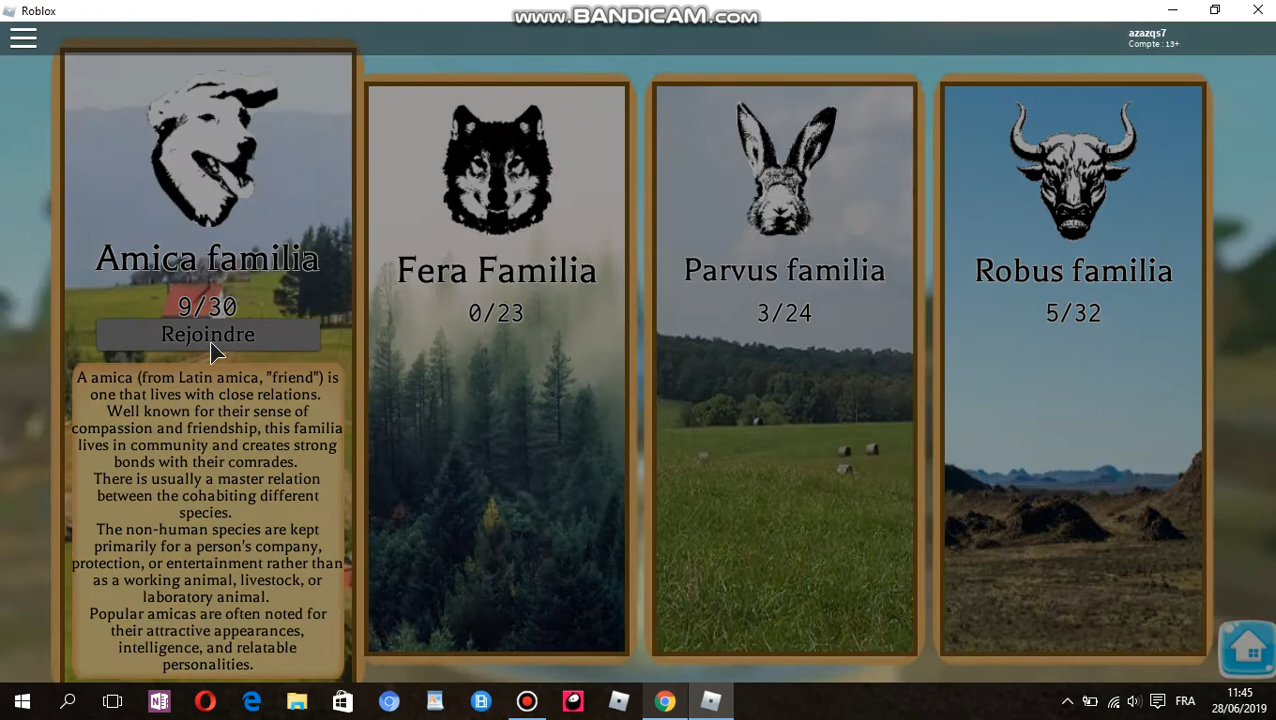 Roblox
www.BANDICAM.com
azazqs7
Compte : 13+
Amica familia
9/30
Rejoindre
A amica (from Latin amica, "friend") is
one that lives with close relations.
Well known for their sense of
compassion and friendship, this familia
lives in community and creates strong
bonds with their comrades.
There is usually a master relation
between the cohabiting different
species.
The non-human species are kept
primarily for a person's company,
protection, or entertainment rather than
as a working animal, livestock, or
laboratory animal.
Popular amicas are often noted for
their attractive appearances,
intelligence, and relatable
personalities.
Fera Familia
0/23
Parvus familia
3/24
Robus familia
5/32
FRA
11:45
28/06/2019